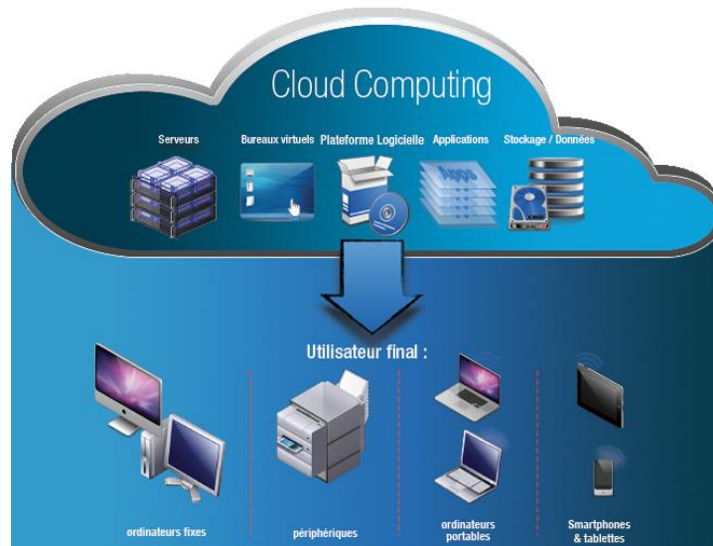 Cloud Computing
Serveurs
Bureaux virtuels
Plateforme Logicielle
Applications
Stockage / Données
Apps
Utilisateur final :
ordinateurs fixes
périphériques
ordinateurs
portables
Smartphones
& tablettes